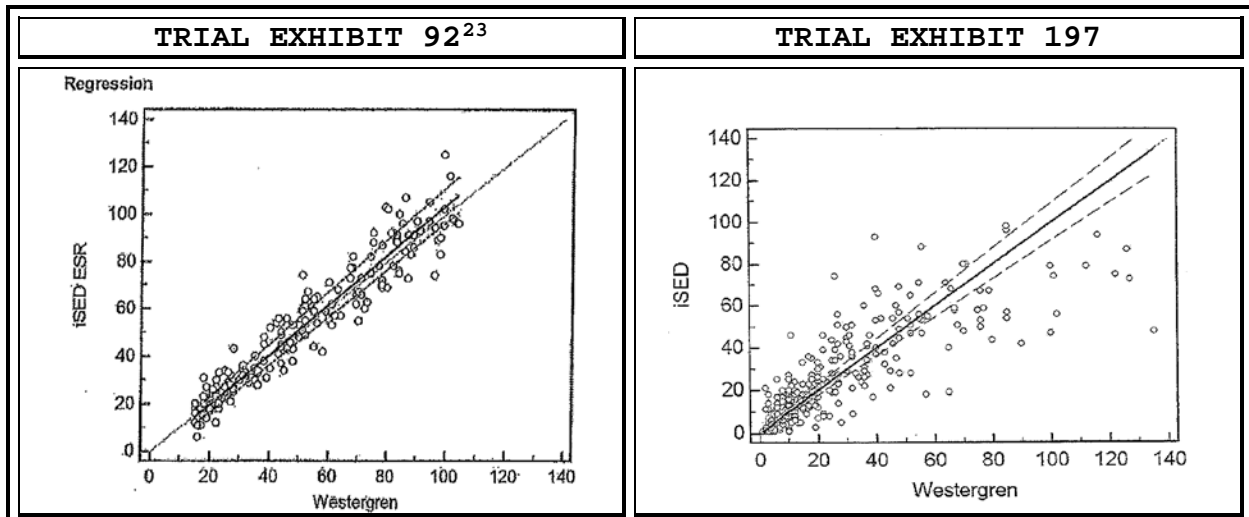 TRIAL EXHIBIT 92²³
TRIAL EXHIBIT 197
Regression
140
120
100
80
60
40
20
0
iSED ESR
0 20 40 60 80 100 120 140
Westergren
140
120
100
80
60
40
20
0
iSED
0 20 40 60 80 100 120 140
Westergren